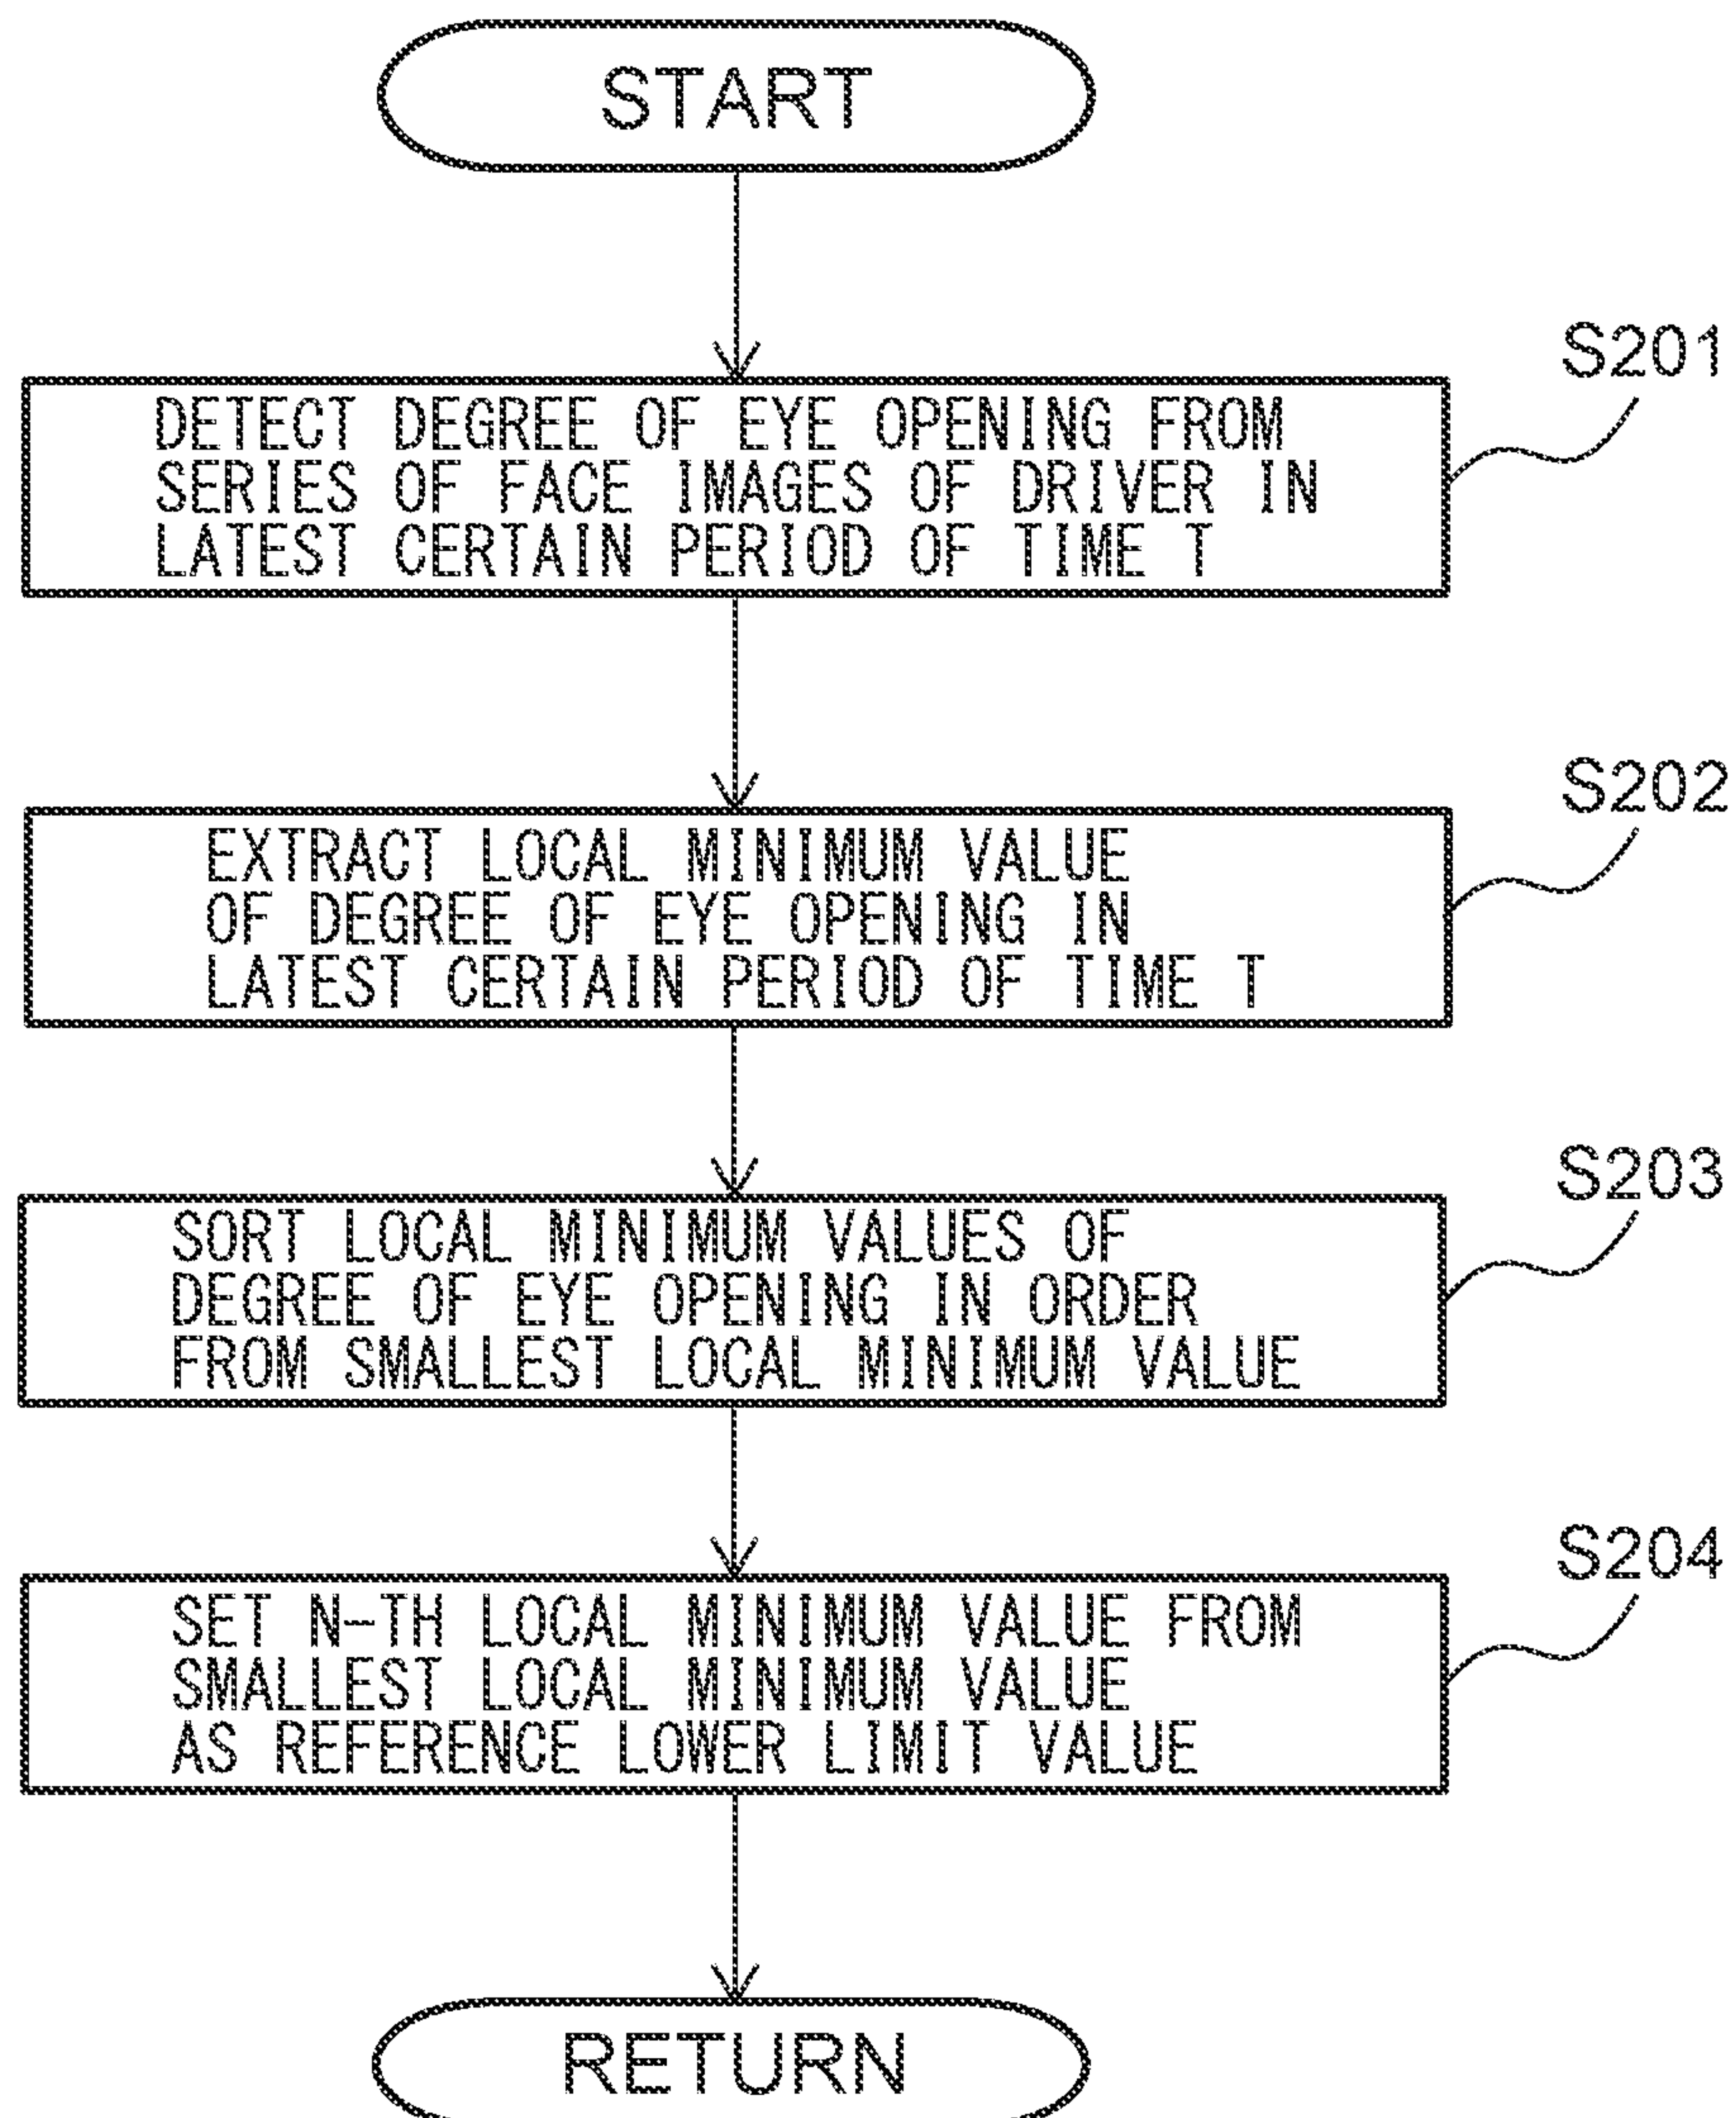 START
S201
DETECT DEGREE OF EYE OPENING FROM
SERIES OF FACE IMAGES OF DRIVER IN
LATEST CERTAIN PERIOD OF TIME T
S202
EXTRACT LOCAL MINIMUM VALUE
OF DEGREE OF EYE OPENING IN
LATEST CERTAIN PERIOD OF TIME T
S203
SORT LOCAL MINIMUM VALUES OF
DEGREE OF EYE OPENING IN ORDER
FROM SMALLEST LOCAL MINIMUM VALUE
S204
SET N-TH LOCAL MINIMUM VALUE FROM
SMALLEST LOCAL MINIMUM VALUE
AS REFERENCE LOWER LIMIT VALUE
RETURN